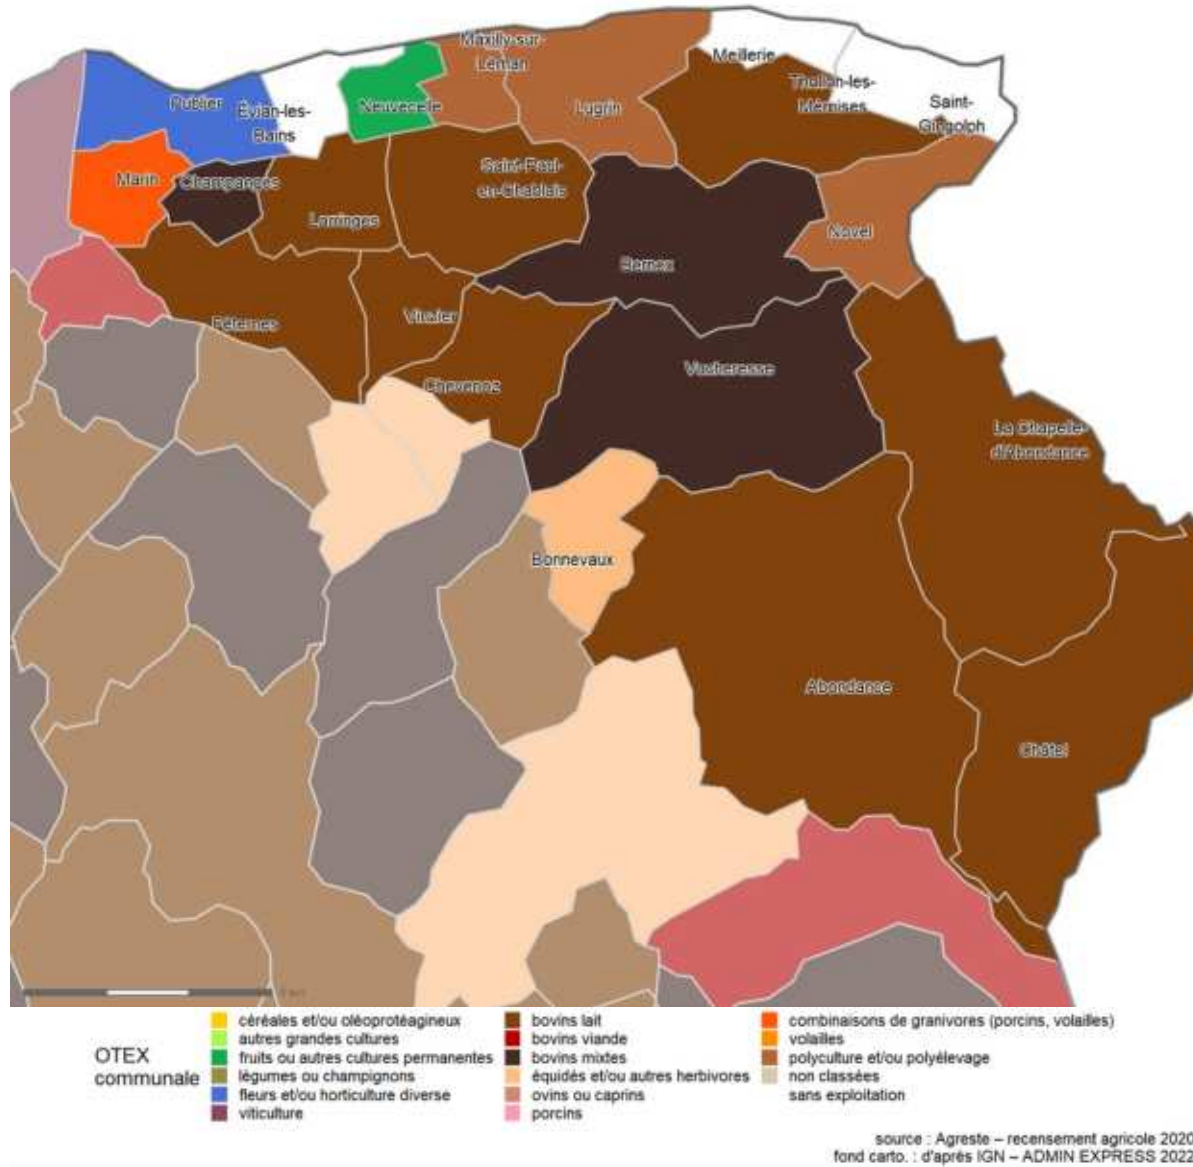 Maxilly-sur-
Léman
Meillerie
Publier
Évian-les-
Bains
Neuvecelle
Lugrin
Thollon-les-
Mémises
Saint-
Gingolph
Marin
Champanges
Saint-Paul-
en-Chablais
Larringes
Novel
Bernex
Féternes
Vinzier
Vacheresse
Chevenoz
La Chapelle-
d'Abondance
Bonnevaux
Abondance
Châtel
OTEX
communale
céréales et/ou oléoprotéagineux
autres grandes cultures
fruits ou autres cultures permanentes
légumes ou champignons
fleurs et/ou horticulture diverse
viticulture
bovins lait
bovins viande
bovins mixtes
équidés et/ou autres herbivores
ovins ou caprins
porcins
combinaisons de granivores (porcins, volailles)
volailles
polyculture et/ou polyélevage
non classées
sans exploitation
source : Agreste – recensement agricole 2020
fond carto. : d'après IGN – ADMIN EXPRESS 2022